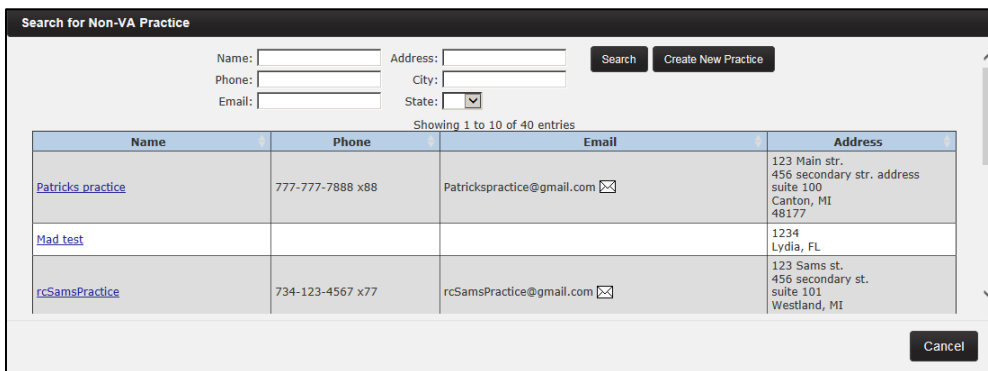 Search for Non-VA Practice
Name: Address: Search Create New Practice
Phone: City:
Email: State:
Showing 1 to 10 of 40 entries
Name Phone Email Address
Patricks practice 777-777-7888 x88 Patrickspractice@gmail.com 123 Main str.
456 secondary str. address
suite 100
Canton, MI
48177
Mad test 1234
Lydia, FL
rcSamsPractice 734-123-4567 x77 rcSamsPractice@gmail.com 123 Sams st.
456 secondary st.
suite 101
Westland, MI
Cancel